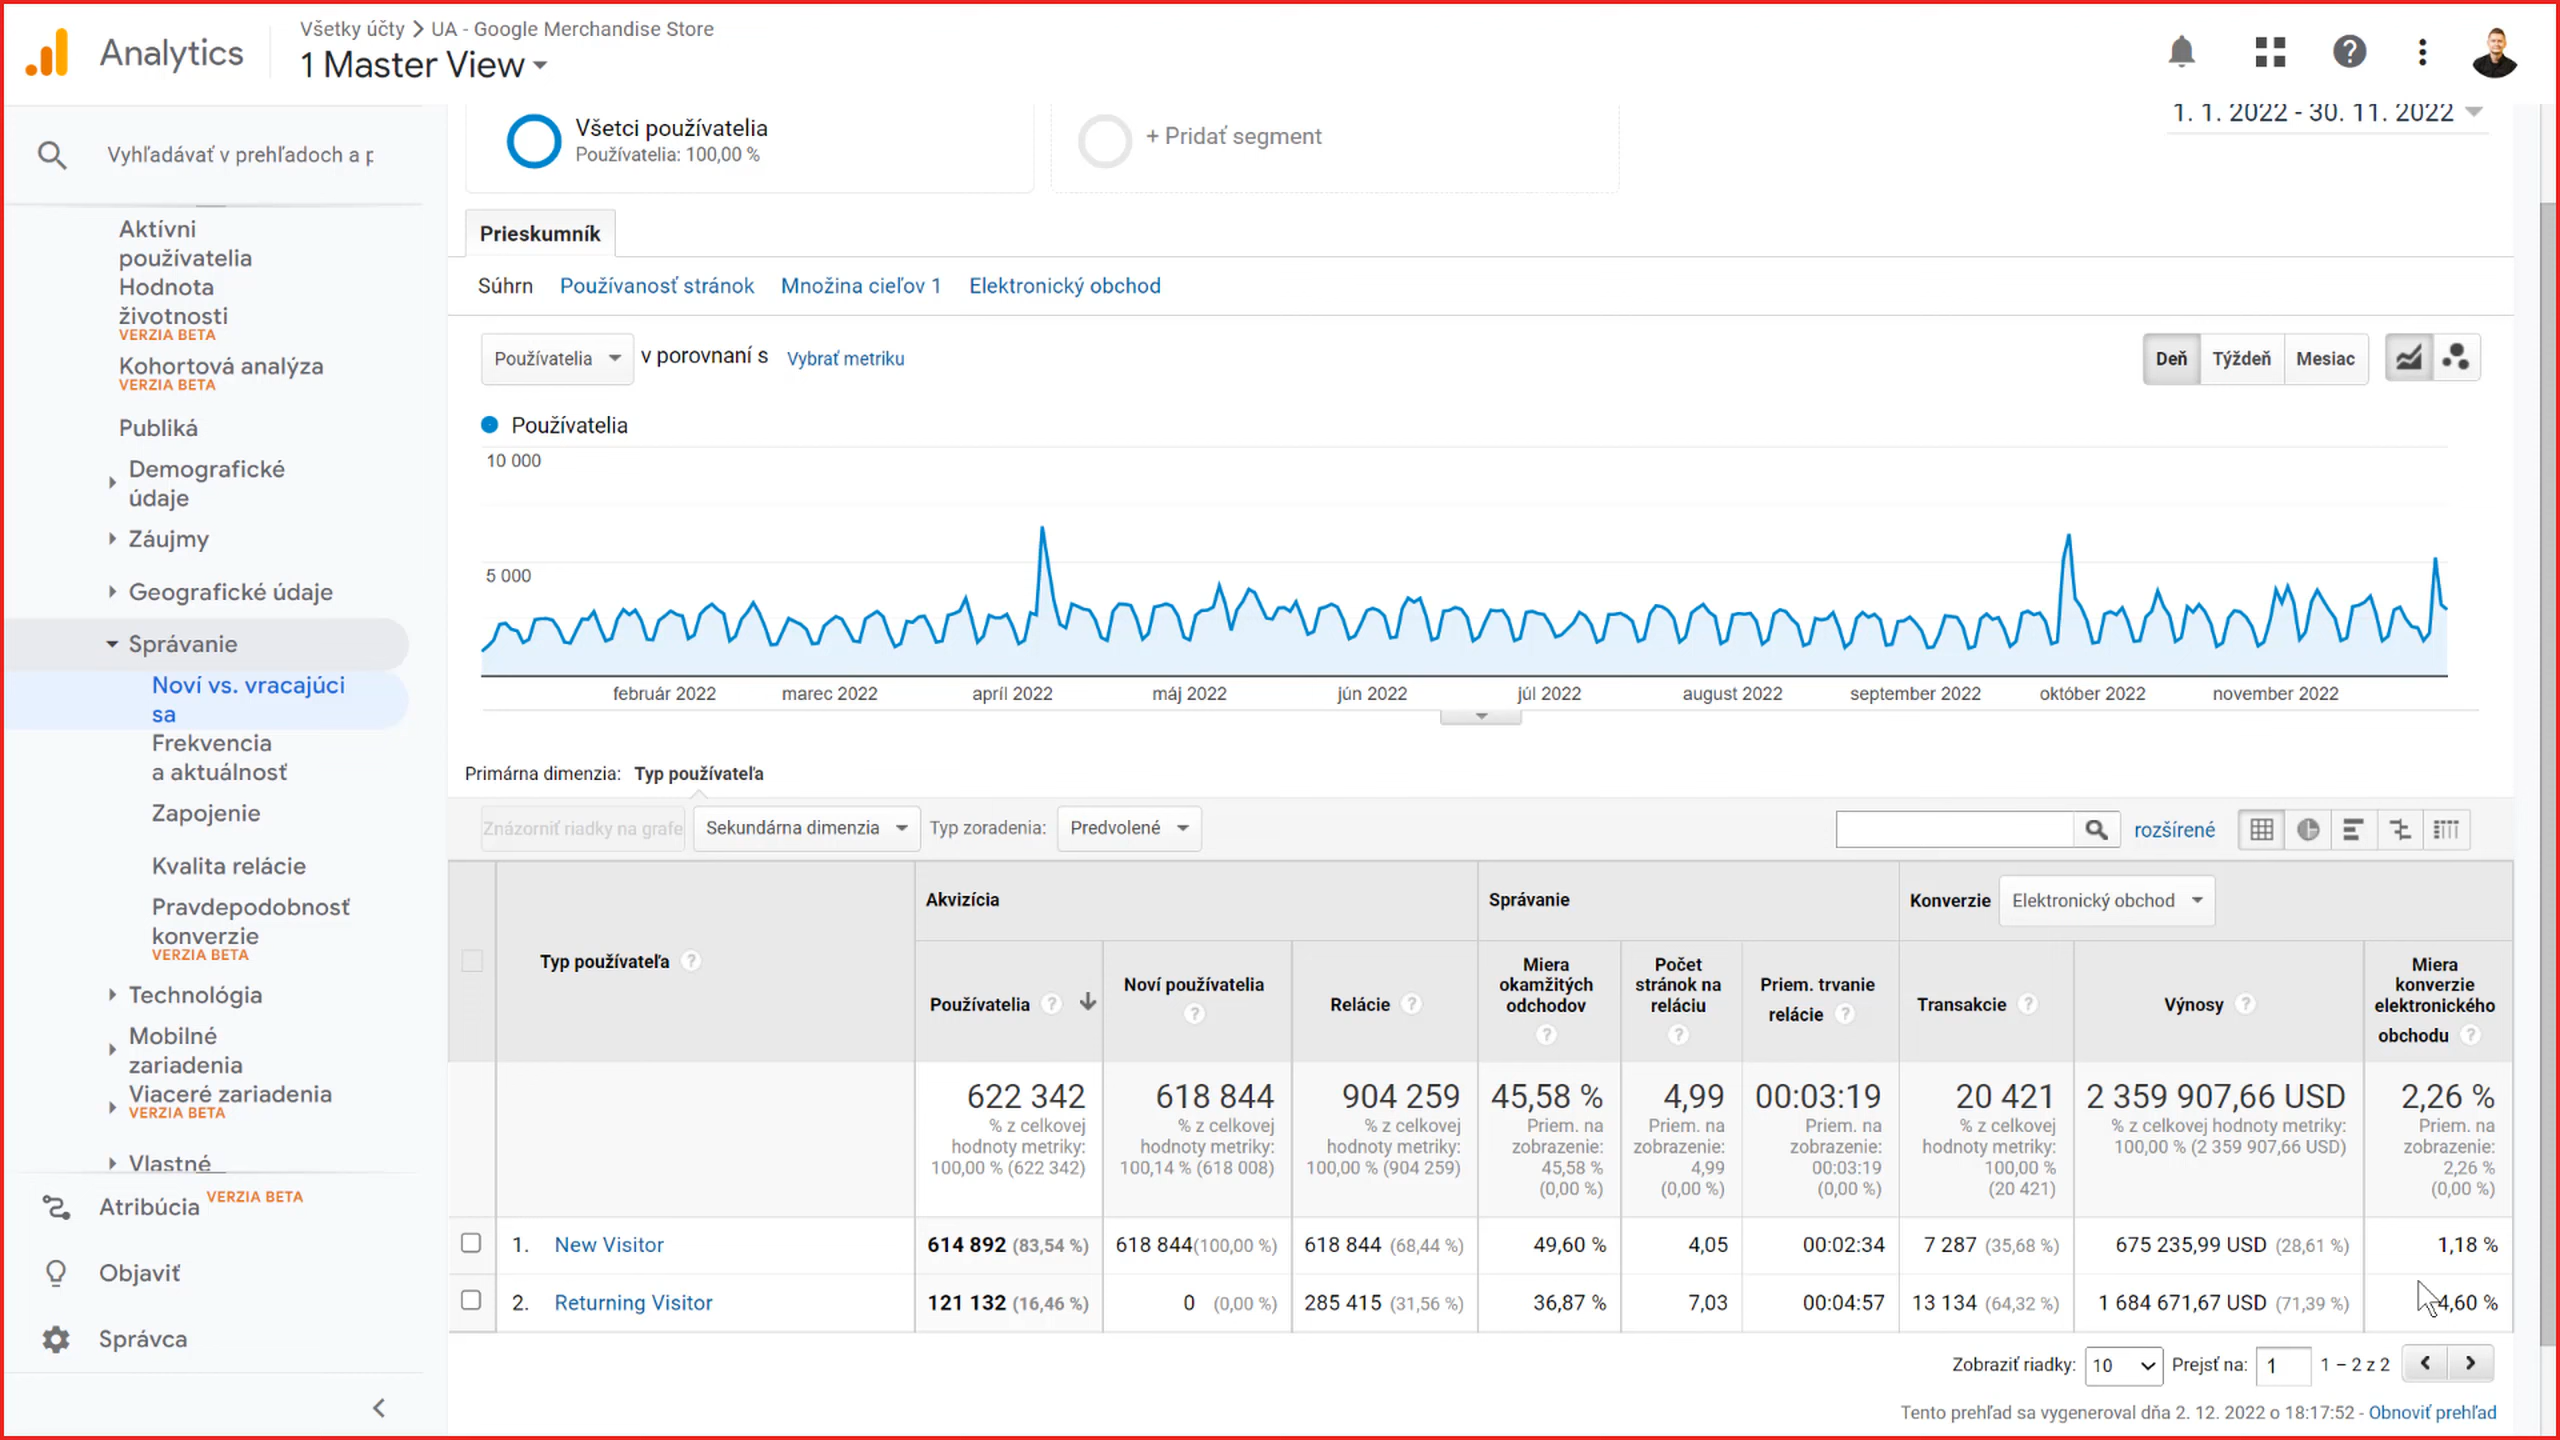 Analytics
Všetky účty > UA - Google Merchandise Store
1 Master View
Vyhľadávať v prehľadoch a p
Aktívni
používatelia
Hodnota
životnosti
VERZIA BETA
Kohortová analýza
VERZIA BETA
Publiká
Demografické
údaje
Záujmy
Geografické údaje
Správanie
Noví vs. vracajúci
sa
Frekvencia
a aktuálnosť
Zapojenie
Kvalita relácie
Pravdepodobnosť
konverzie
VERZIA BETA
Technológia
Mobilné
zariadenia
Viaceré zariadenia
VERZIA BETA
Vlastné
Atribúcia VERZIA BETA
Objaviť
Správca
Všetci používatelia
Používatelia: 100,00 %
+ Pridať segment
1. 1. 2022 - 30. 11. 2022
Prieskumník
Súhrn Používanosť stránok Množina cieľov 1 Elektronický obchod
Používatelia v porovnaní s Vybrať metriku
Deň Týždeň Mesiac
Používatelia
10 000
5 000
február 2022 marec 2022 apríl 2022 máj 2022 jún 2022 júl 2022 august 2022 september 2022 október 2022 november 2022
Primárna dimenzia: Typ používateľa
Znázorniť riadky na grafe Sekundárna dimenzia Typ zoradenia: Predvolené rozšírené
Typ používateľa ?
Akvizícia Správanie Konverzie Elektronický obchod
Používatelia ?
Noví používatelia
?
Relácie ?
Miera
okamžitých
odchodov
?
Počet
stránok na
reláciu
?
Priem. trvanie
relácie ?
Transakcie ?
Výnosy ?
Miera
konverzie
elektronického
obchodu ?
622 342
% z celkovej
hodnoty metriky:
100,00 % (622 342)
618 844
% z celkovej
hodnoty metriky:
100,14 % (618 008)
904 259
% z celkovej
hodnoty metriky:
100,00 % (904 259)
45,58 %
Priem. na
zobrazenie:
45,58 %
(0,00 %)
4,99
Priem. na
zobrazenie:
4,99
(0,00 %)
00:03:19
Priem. na
zobrazenie:
00:03:19
(0,00 %)
20 421
% z celkovej
hodnoty metriky:
100,00 %
(20 421)
2 359 907,66 USD
% z celkovej hodnoty metriky:
100,00 % (2 359 907,66 USD)
2,26 %
Priem. na
zobrazenie:
2,26 %
(0,00 %)
1. New Visitor 614 892 (83,54 %) 618 844(100,00 %) 618 844 (68,44 %) 49,60 % 4,05 00:02:34 7 287 (35,68 %) 675 235,99 USD (28,61 %) 1,18 %
2. Returning Visitor 121 132 (16,46 %) 0 (0,00 %) 285 415 (31,56 %) 36,87 % 7,03 00:04:57 13 134 (64,32 %) 1 684 671,67 USD (71,39 %) 4,60 %
Zobraziť riadky: 10 Prejsť na: 1 1 – 2 z 2
Tento prehľad sa vygeneroval dňa 2. 12. 2022 o 18:17:52 - Obnoviť prehľad